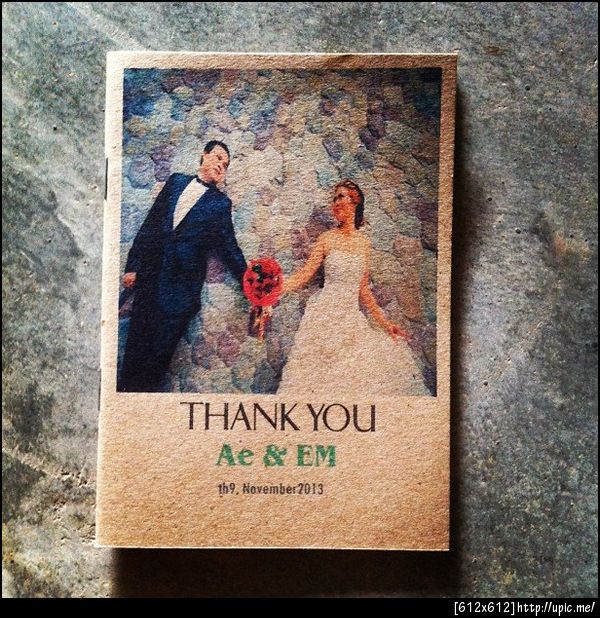 THANK YOU
Ae & EM
th9, November2013
[612x612]http://upic.me/